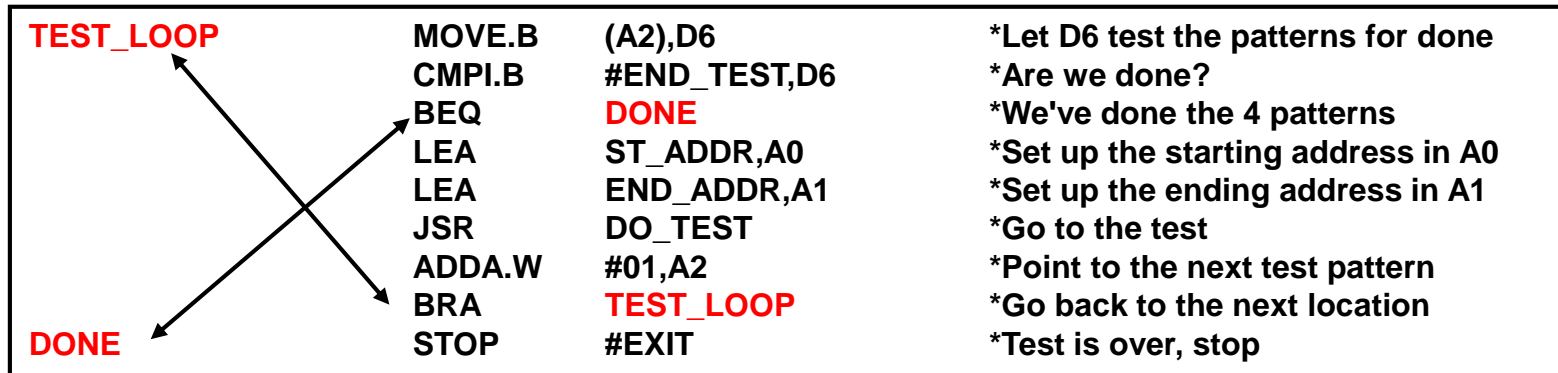 TEST_LOOP MOVE.B (A2),D6 *Let D6 test the patterns for done
CMPI.B #END_TEST,D6 *Are we done?
BEQ DONE *We've done the 4 patterns
LEA ST_ADDR,A0 *Set up the starting address in A0
LEA END_ADDR,A1 *Set up the ending address in A1
JSR DO_TEST *Go to the test
ADDA.W #01,A2 *Point to the next test pattern
BRA TEST_LOOP *Go back to the next location
DONE STOP #EXIT *Test is over, stop